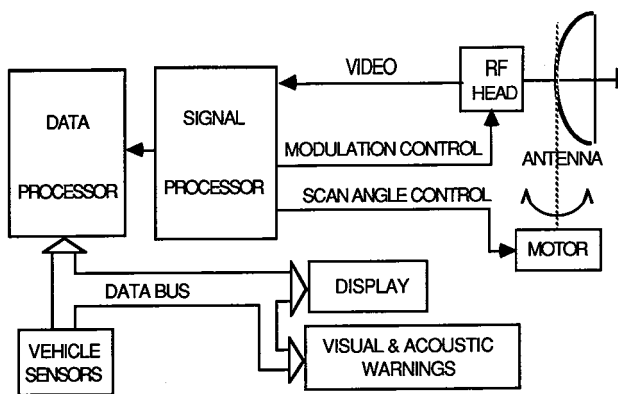 VIDEO
RF
HEAD
DATA
PROCESSOR
SIGNAL
PROCESSOR
MODULATION CONTROL
ANTENNA
SCAN ANGLE CONTROL
MOTOR
DATA BUS
DISPLAY
VEHICLE
SENSORS
VISUAL & ACOUSTIC
WARNINGS